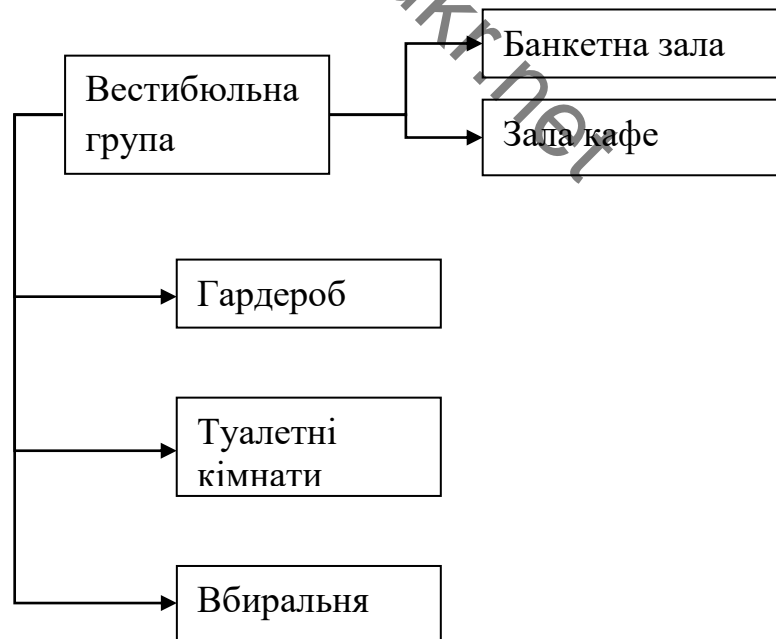 Банкетна зала
Вестибюльна
група
Зала кафе
Гардероб
Туалетні
кімнати
Вбиральня